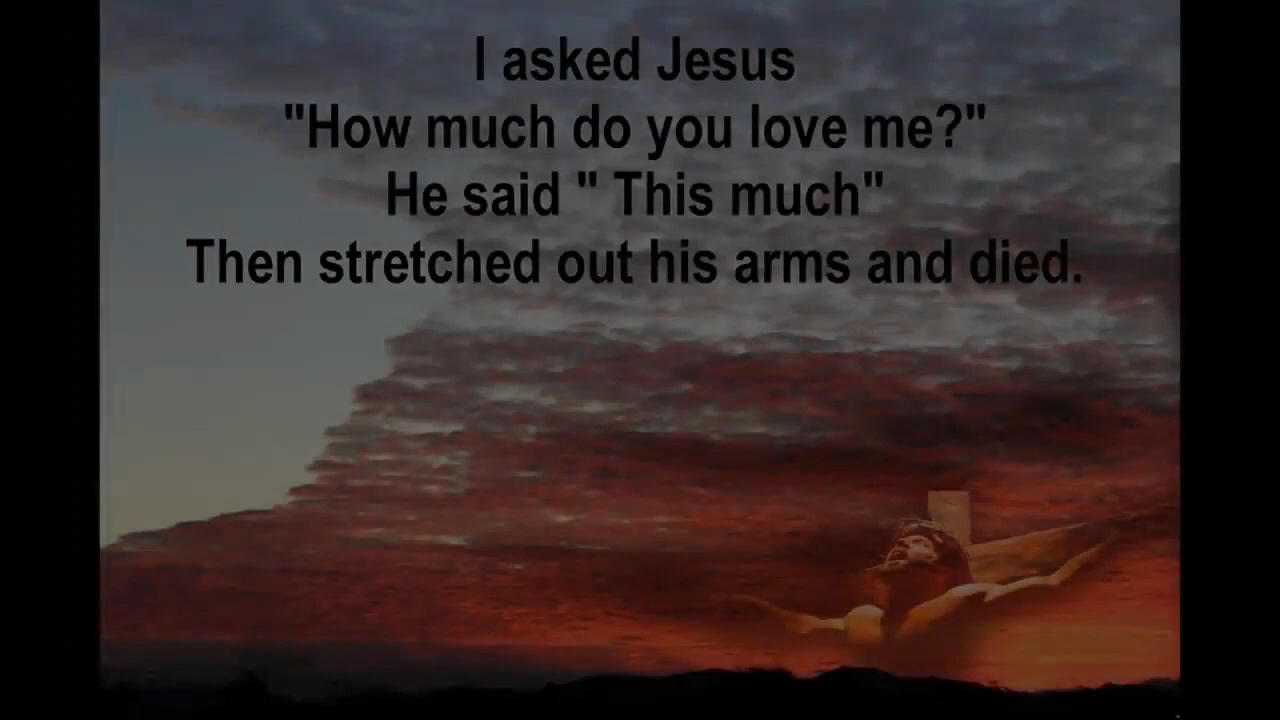 I asked Jesus
"How much do you love me?"
He said " This much"
Then stretched out his arms and died.